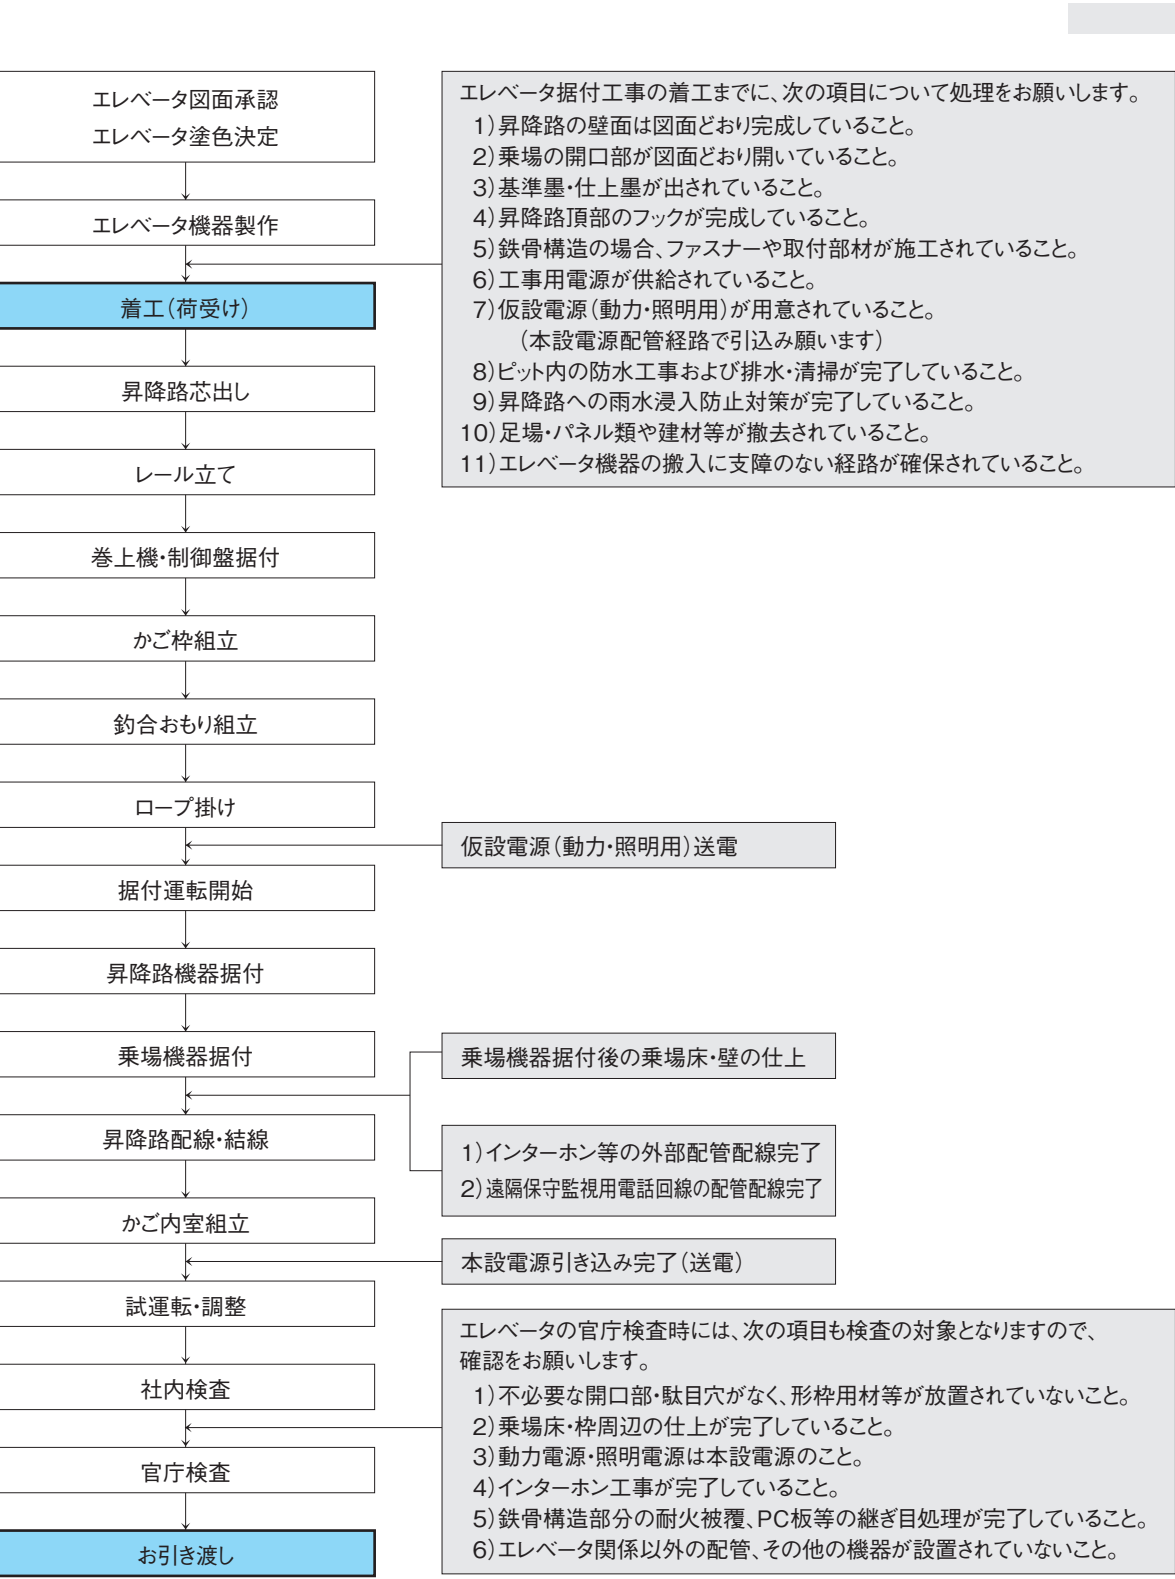 エレベータ図面承認
エレベータ塗色決定
エレベータ機器製作
エレベータ据付工事の着工までに、次の項目について処理をお願いします。
1)昇降路の壁面は図面どおり完成していること。
2)乗場の開口部が図面どおり開いていること。
3)基準墨・仕上墨が出されていること。
4)昇降路頂部のフックが完成していること。
5)鉄骨構造の場合、ファスナーや取付部材が施工されていること。
6)工事用電源が供給されていること。
7)仮設電源(動力・照明用)が用意されていること。
(本設電源配管経路で引込み願います)
8)ピット内の防水工事および排水・清掃が完了していること。
9)昇降路への雨水浸入防止対策が完了していること。
10)足場・パネル類や建材等が撤去されていること。
11)エレベータ機器の搬入に支障のない経路が確保されていること。
着工(荷受け)
昇降路芯出し
レール立て
巻上機・制御盤据付
かご枠組立
釣合おもり組立
ロープ掛け
仮設電源(動力・照明用)送電
据付運転開始
昇降路機器据付
乗場機器据付
乗場機器据付後の乗場床・壁の仕上
1)インターホン等の外部配管配線完了
2)遠隔保守監視用電話回線の配管配線完了
昇降路配線・結線
かご内室組立
本設電源引き込み完了(送電)
試運転・調整
社内検査
エレベータの官庁検査時には、次の項目も検査の対象となりますので、
確認をお願いします。
1)不必要な開口部・駄目穴がなく、形枠用材等が放置されていないこと。
2)乗場床・枠周辺の仕上が完了していること。
3)動力電源・照明電源は本設電源のこと。
4)インターホン工事が完了していること。
5)鉄骨構造部分の耐火被覆、PC板等の継ぎ目処理が完了していること。
6)エレベータ関係以外の配管、その他の機器が設置されていないこと。
官庁検査
お引き渡し